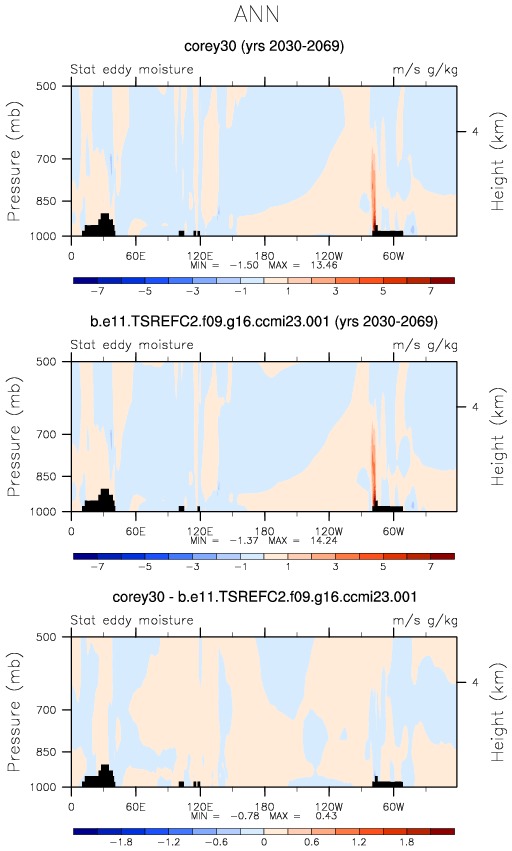 ANN
corey30 (yrs 2030-2069)
Stat eddy moisture m/s g/kg
Pressure (mb)
500
700
850
1000
4
Height (km)
0 60E 120E 180 120W 60W
MIN = -1.50 MAX = 13.46
-7 -5 -3 -1 1 3 5 7
b.e11.TSREFC2.f09.g16.ccmi23.001 (yrs 2030-2069)
Stat eddy moisture m/s g/kg
Pressure (mb)
500
700
850
1000
4
Height (km)
0 60E 120E 180 120W 60W
MIN = -1.37 MAX = 14.24
-7 -5 -3 -1 1 3 5 7
corey30 - b.e11.TSREFC2.f09.g16.ccmi23.001
Stat eddy moisture m/s g/kg
Pressure (mb)
500
700
850
1000
4
Height (km)
0 60E 120E 180 120W 60W
MIN = -0.78 MAX = 0.43
-1.8 -1.2 -0.6 0 0.6 1.2 1.8